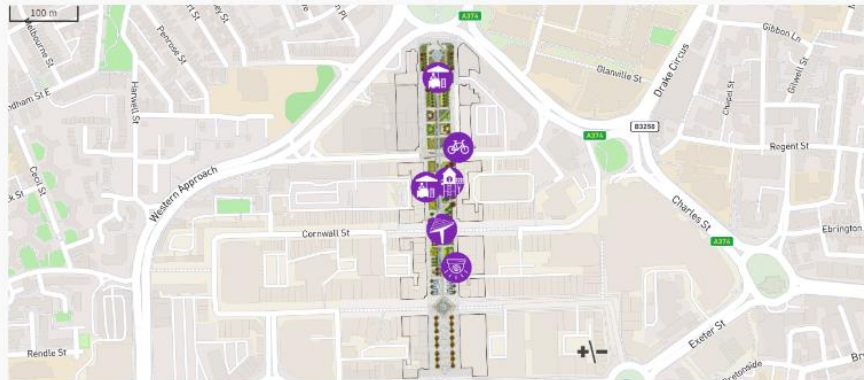 100 m
Penrose St
Harwell St
Cecil St
Western Approach
Cornwall St
Rendle St
A374
Glanville St
Drake Circus
Gibbon Ln
Gilwell St
Chapel St
B3250
Regent St
A374
Charles St
A374
Ebrington
Exeter St
Bretonside
+\-